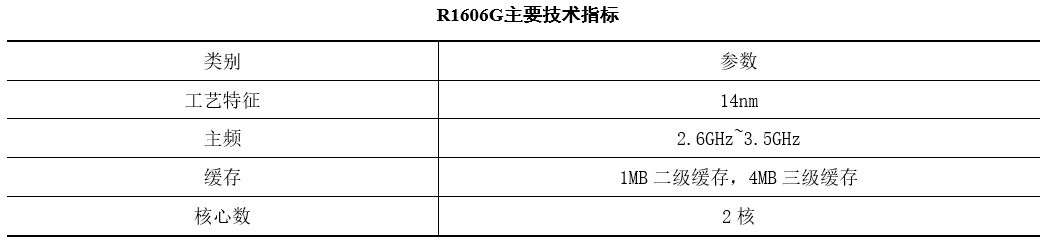 R1606G主要技术指标
类别 参数
工艺特征 14nm
主频 2.6GHz~3.5GHz
缓存 1MB 二级缓存，4MB 三级缓存
核心数 2 核